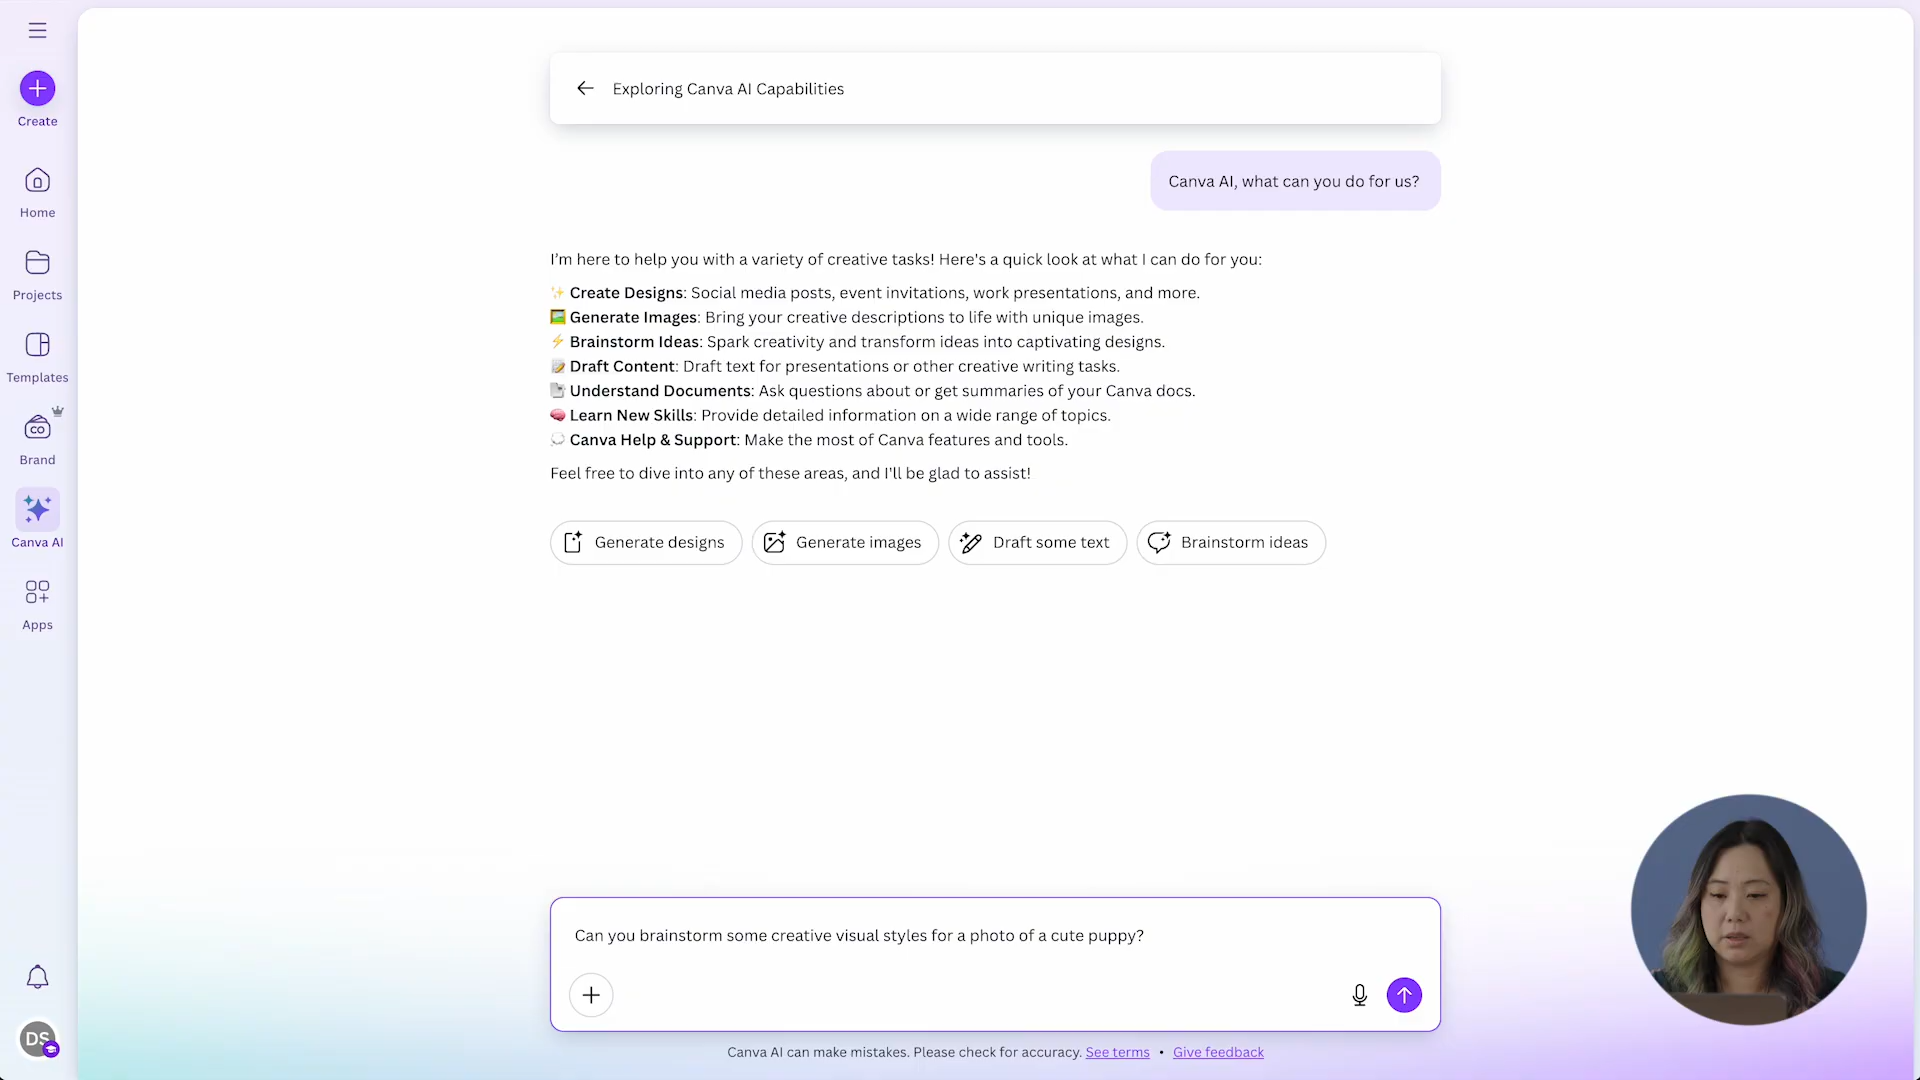 Create
Home
Projects
Templates
CO
Brand
Canva AI
Apps
DS
Exploring Canva AI Capabilities
Canva AI, what can you do for us?
I'm here to help you with a variety of creative tasks! Here's a quick look at what I can do for you:
✨ Create Designs: Social media posts, event invitations, work presentations, and more.
🖼️ Generate Images: Bring your creative descriptions to life with unique images.
⚡ Brainstorm Ideas: Spark creativity and transform ideas into captivating designs.
📝 Draft Content: Draft text for presentations or other creative writing tasks.
📄 Understand Documents: Ask questions about or get summaries of your Canva docs.
🧠 Learn New Skills: Provide detailed information on a wide range of topics.
💭 Canva Help & Support: Make the most of Canva features and tools.
Feel free to dive into any of these areas, and I'll be glad to assist!
Generate designs
Generate images
Draft some text
Brainstorm ideas
Can you brainstorm some creative visual styles for a photo of a cute puppy?
Canva AI can make mistakes. Please check for accuracy. See terms • Give feedback